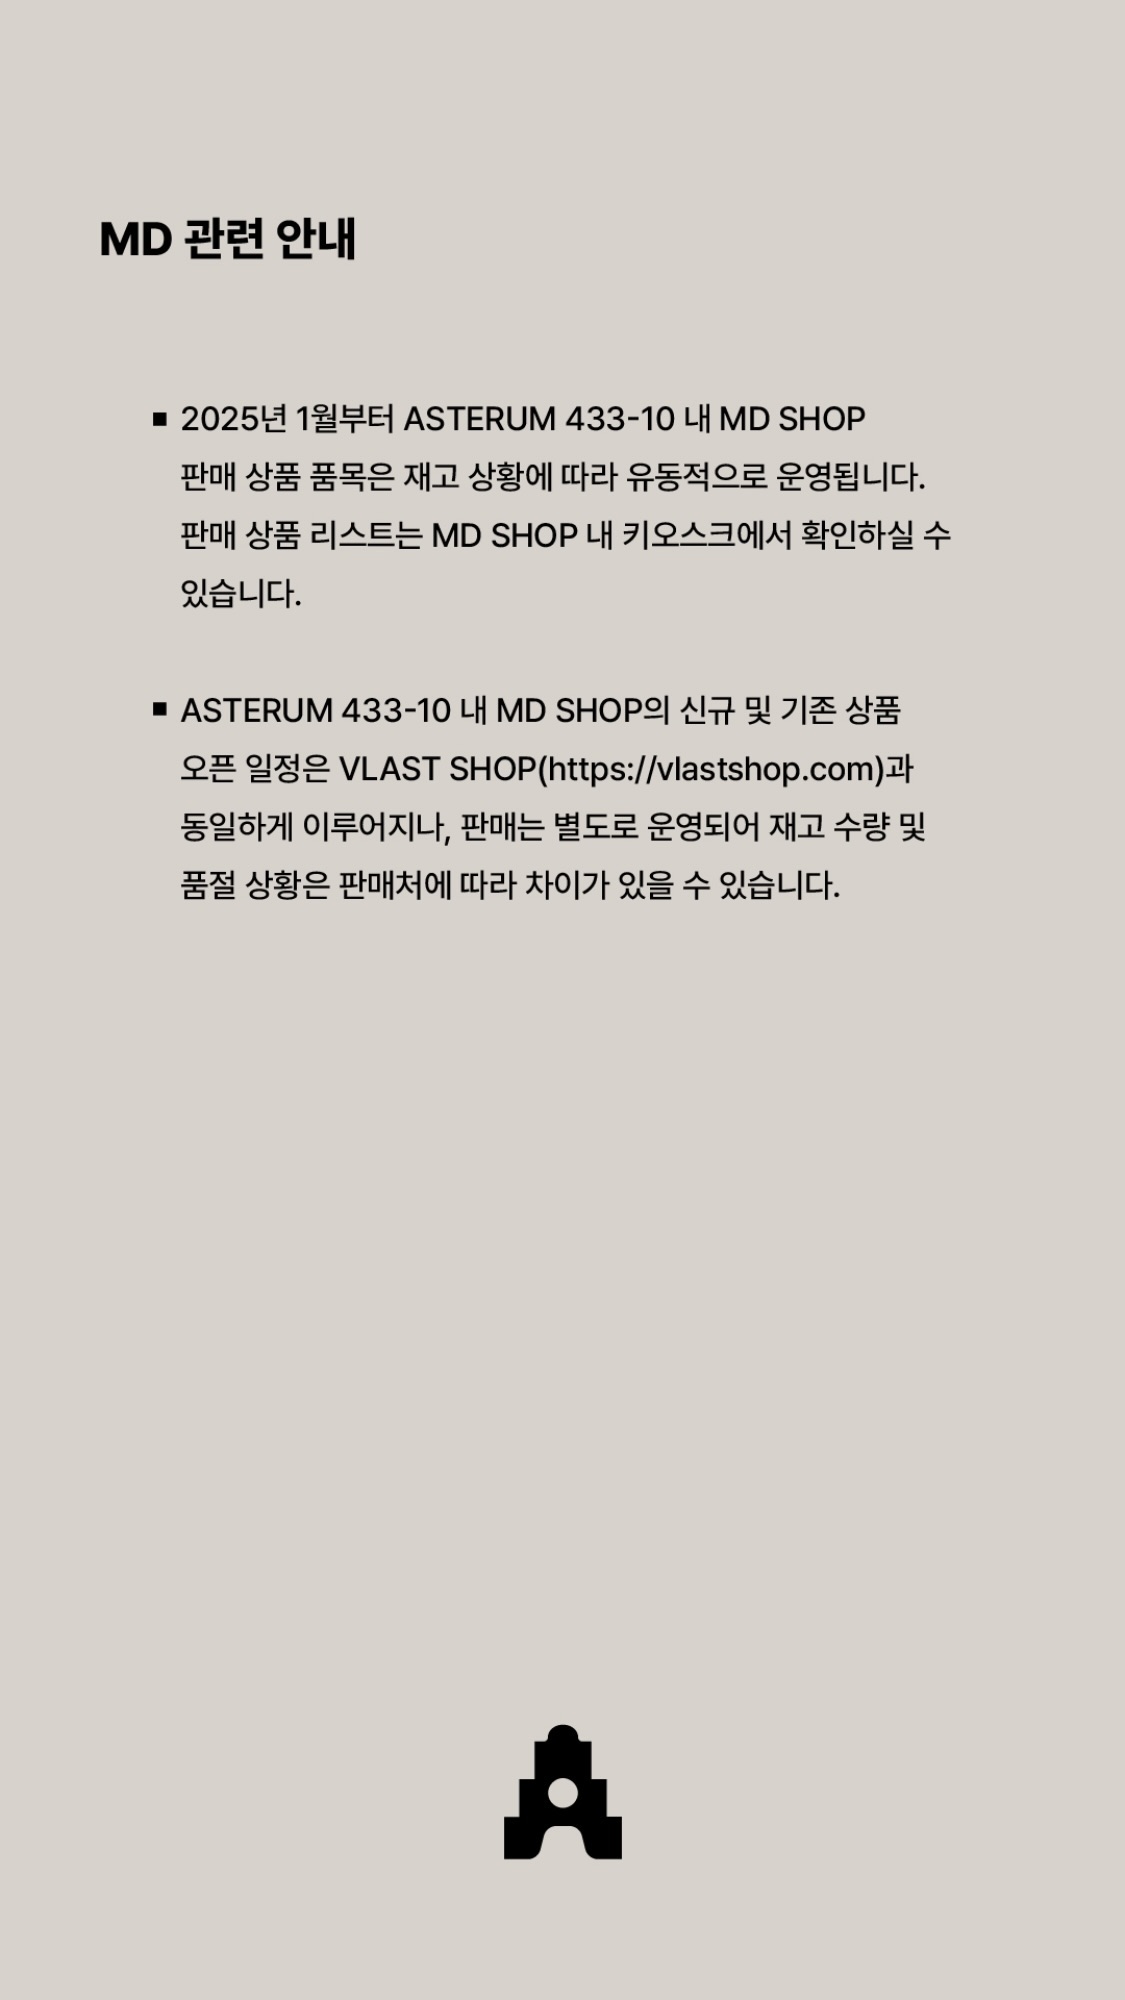 MD 관련 안내
■ 2025년 1월부터 ASTERUM 433-10 내 MD SHOP
판매 상품 품목은 재고 상황에 따라 유동적으로 운영됩니다.
판매 상품 리스트는 MD SHOP 내 키오스크에서 확인하실 수
있습니다.
■ ASTERUM 433-10 내 MD SHOP의 신규 및 기존 상품
오픈 일정은 VLAST SHOP(https://vlastshop.com)과
동일하게 이루어지나, 판매는 별도로 운영되어 재고 수량 및
품절 상황은 판매처에 따라 차이가 있을 수 있습니다.